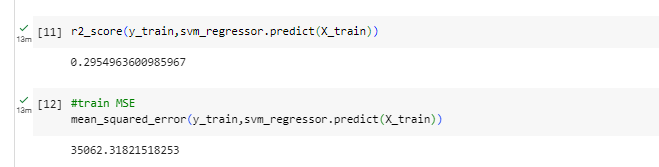 [11] r2_score(y_train,svm_regressor.predict(X_train))
13m
0.2954963600985967
[12] #train MSE
13m
mean_squared_error(y_train,svm_regressor.predict(X_train))
35062.31821518253